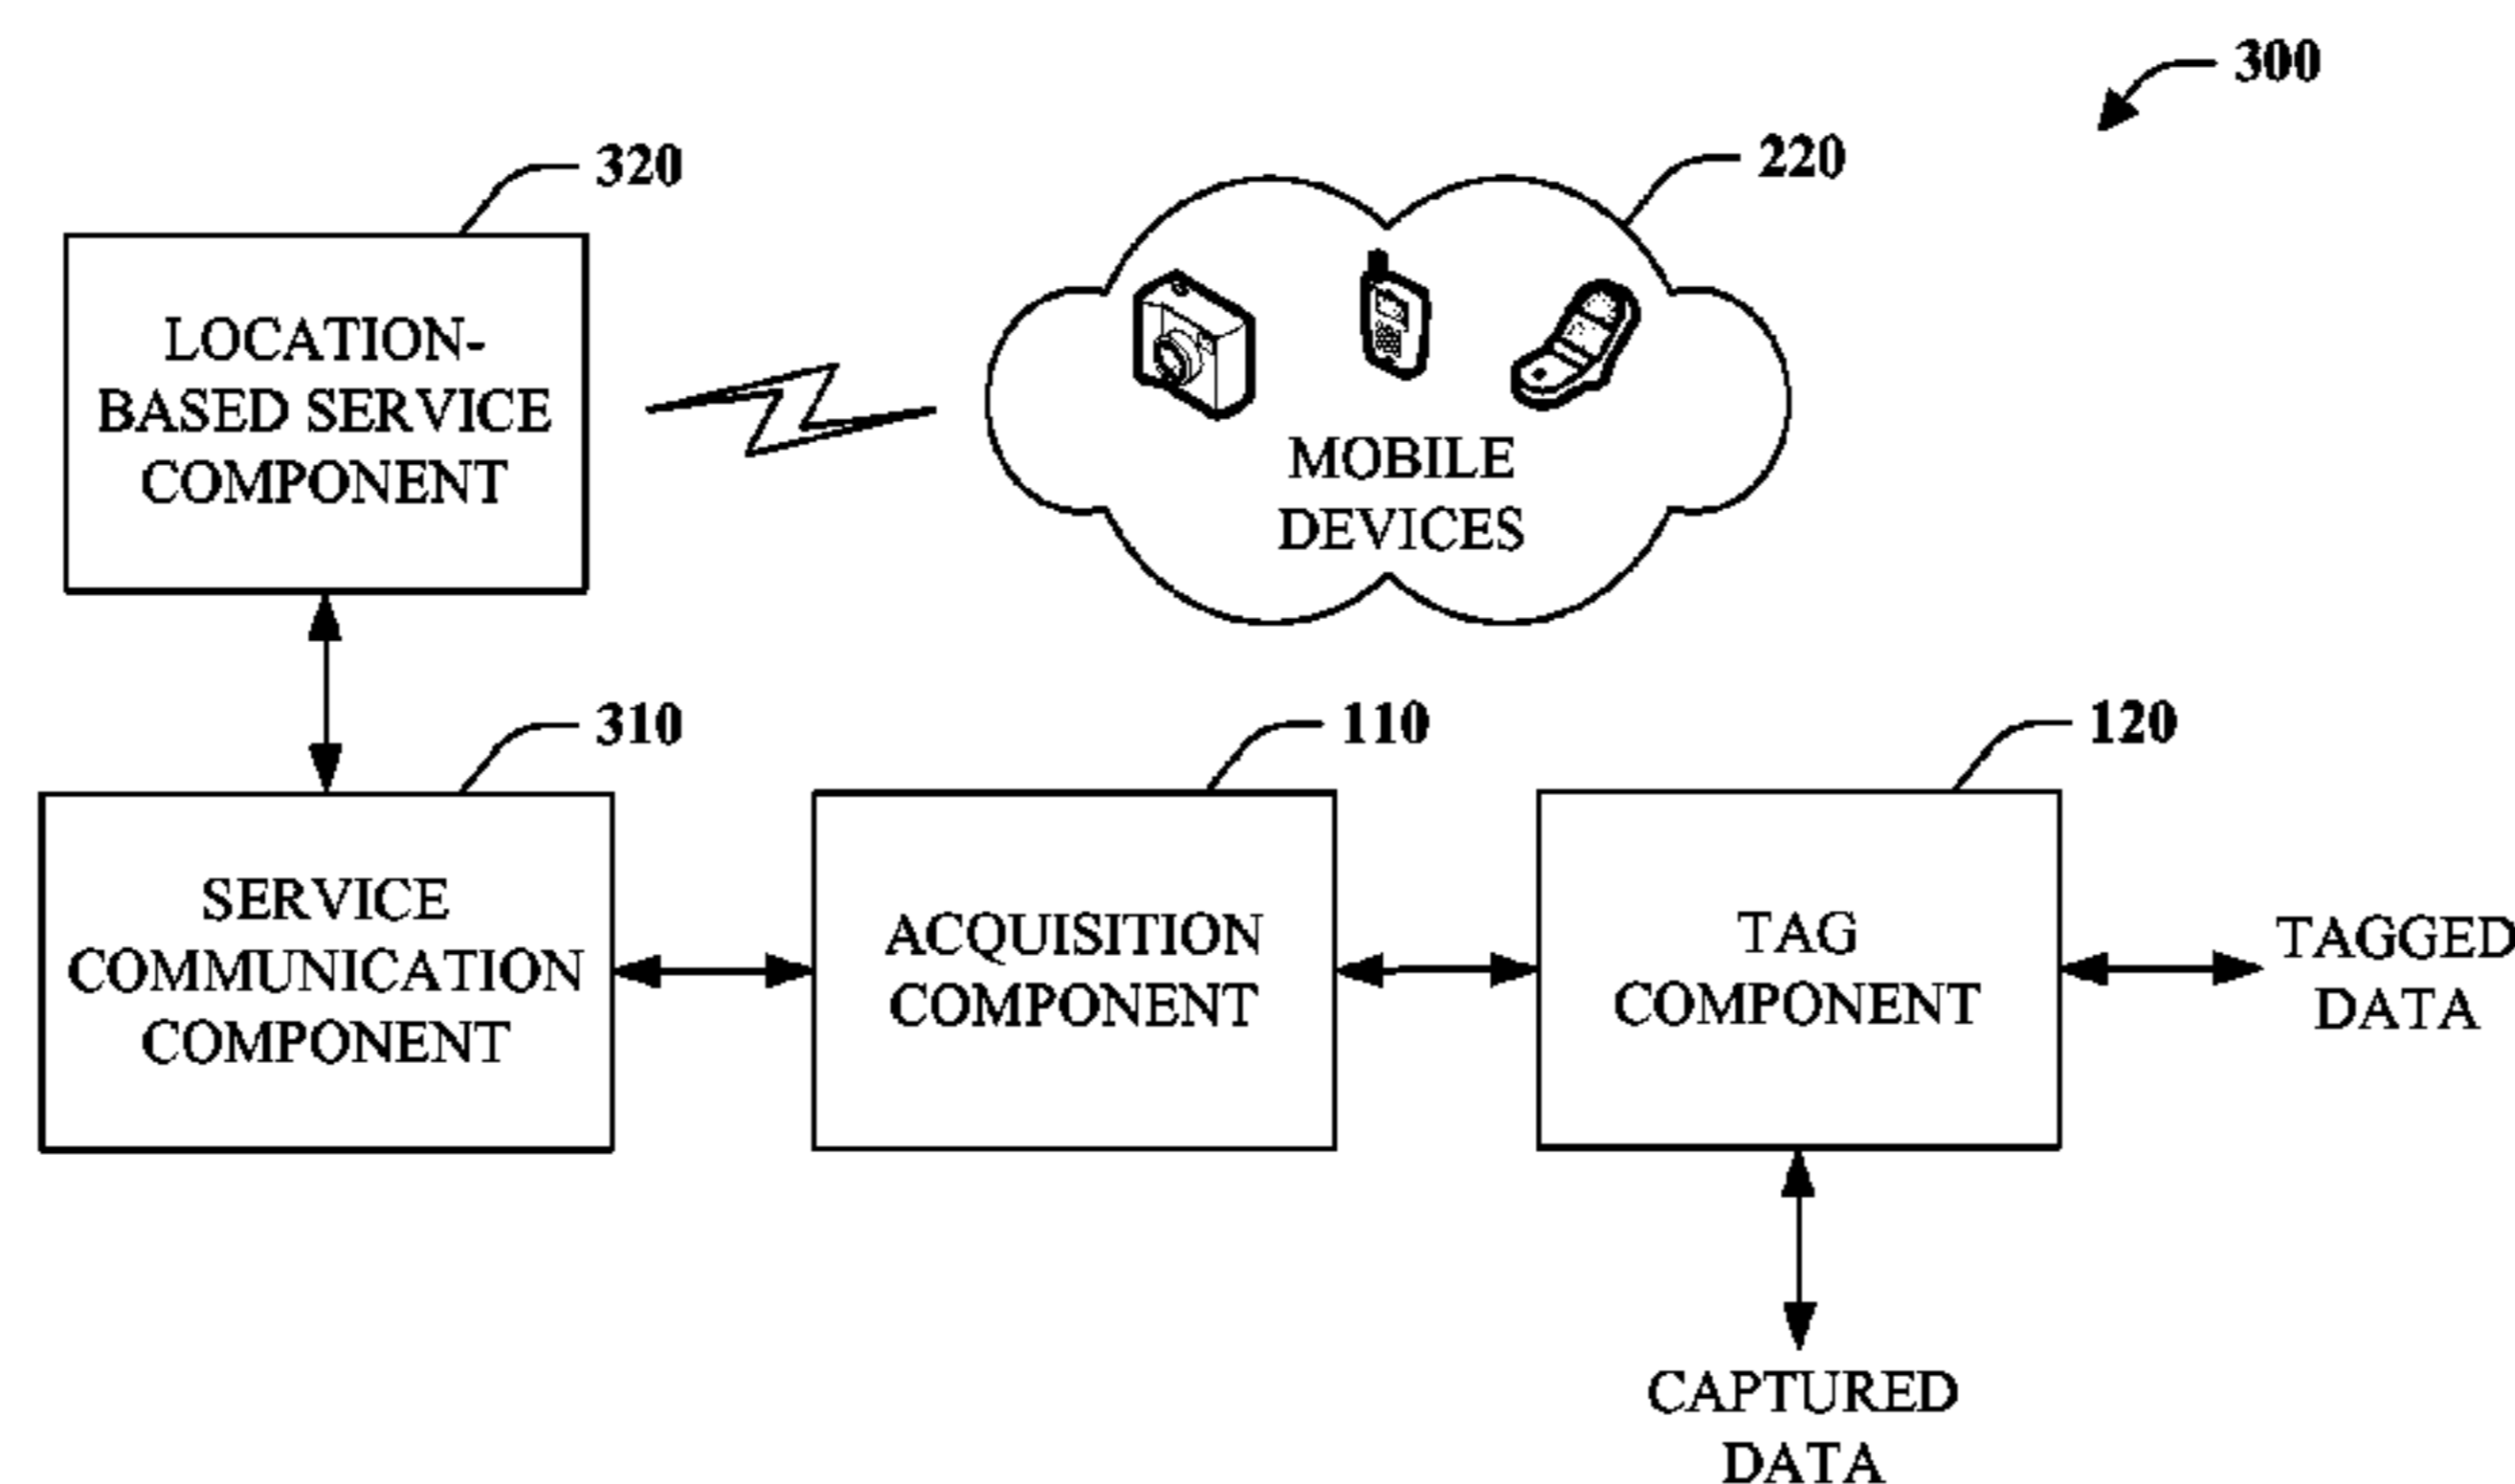 300
320
220
LOCATION-
BASED SERVICE
COMPONENT
MOBILE
DEVICES
310
110
120
SERVICE
COMMUNICATION
COMPONENT
ACQUISITION
COMPONENT
TAG
COMPONENT
TAGGED
DATA
CAPTURED
DATA